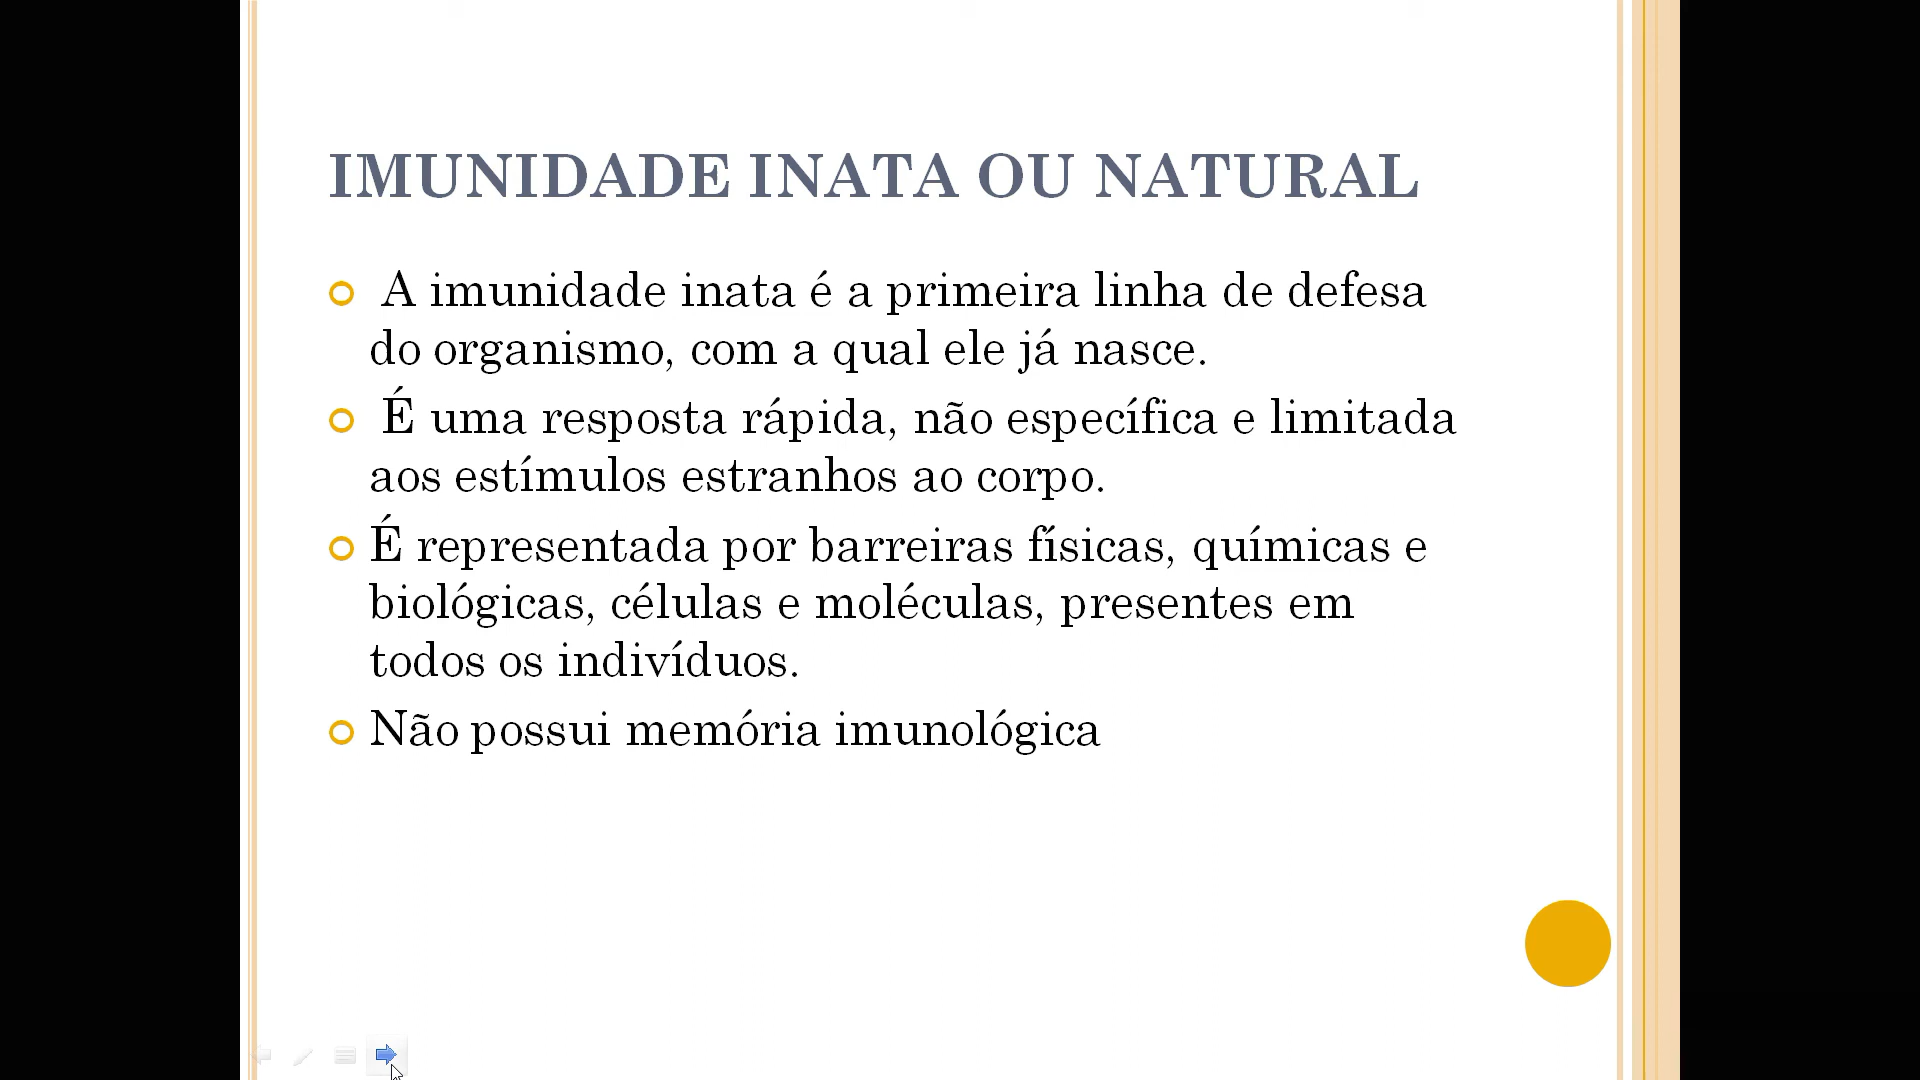 IMUNIDADE INATA OU NATURAL
A imunidade inata é a primeira linha de defesa
do organismo, com a qual ele já nasce.
É uma resposta rápida, não específica e limitada
aos estímulos estranhos ao corpo.
É representada por barreiras físicas, químicas e
biológicas, células e moléculas, presentes em
todos os indivíduos.
Não possui memória imunológica